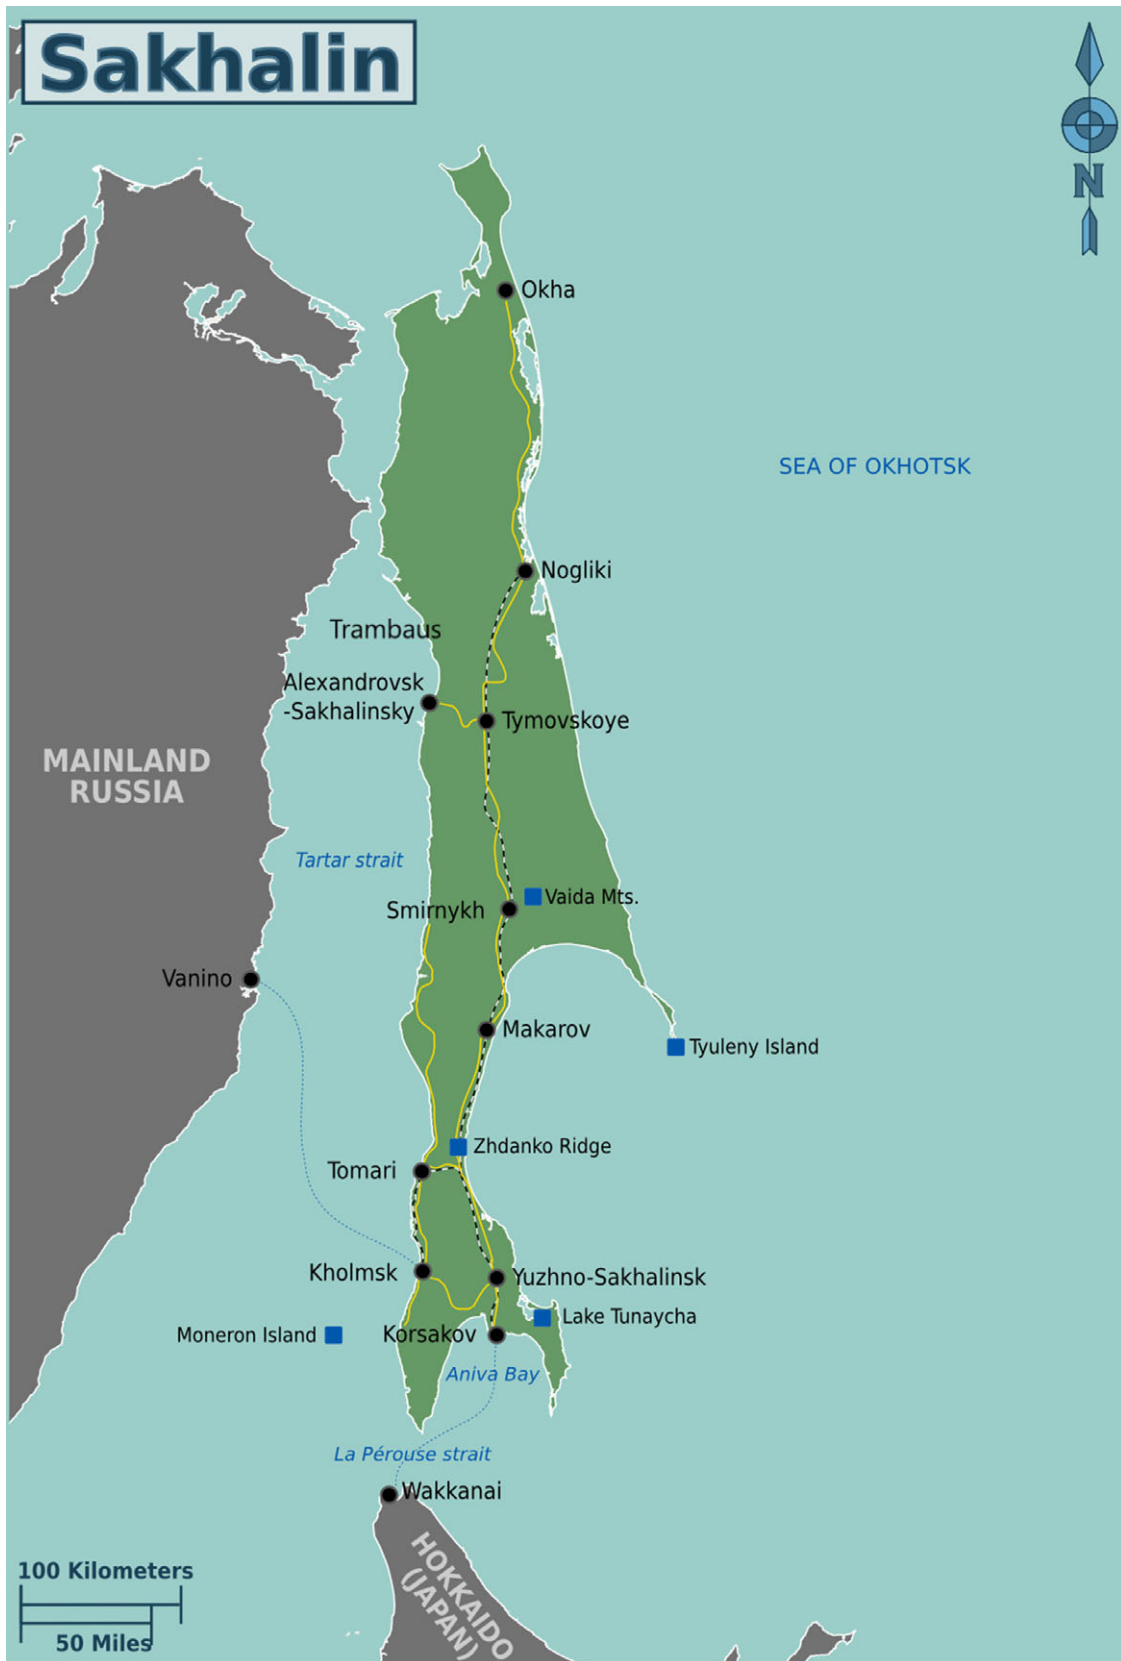 Sakhalin
N
Okha
SEA OF OKHOTSK
Nogliki
Trambaus
Alexandrovsk
-Sakhalinsky
Tymovskoye
MAINLAND
RUSSIA
Tartar strait
Vaida Mts.
Smirnykh
Vanino
Makarov
Tyuleny Island
Zhdanko Ridge
Tomari
Kholmsk
Yuzhno-Sakhalinsk
Lake Tunaycha
Moneron Island
Korsakov
Aniva Bay
La Pérouse strait
Wakkanai
HOKKAIDO
(JAPAN)
100 Kilometers
50 Miles